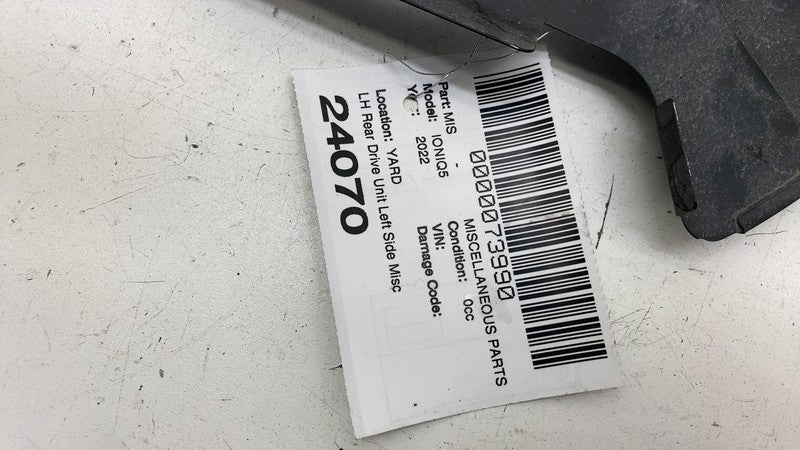 0000073990
Part: MIS - MISCELLANEOUS PARTS
Model: IONIQ5 Condition: 0cc
Year: 2022 VIN:
Damage Code:
Location: YARD
LH Rear Drive Unit Left Side Misc
24070